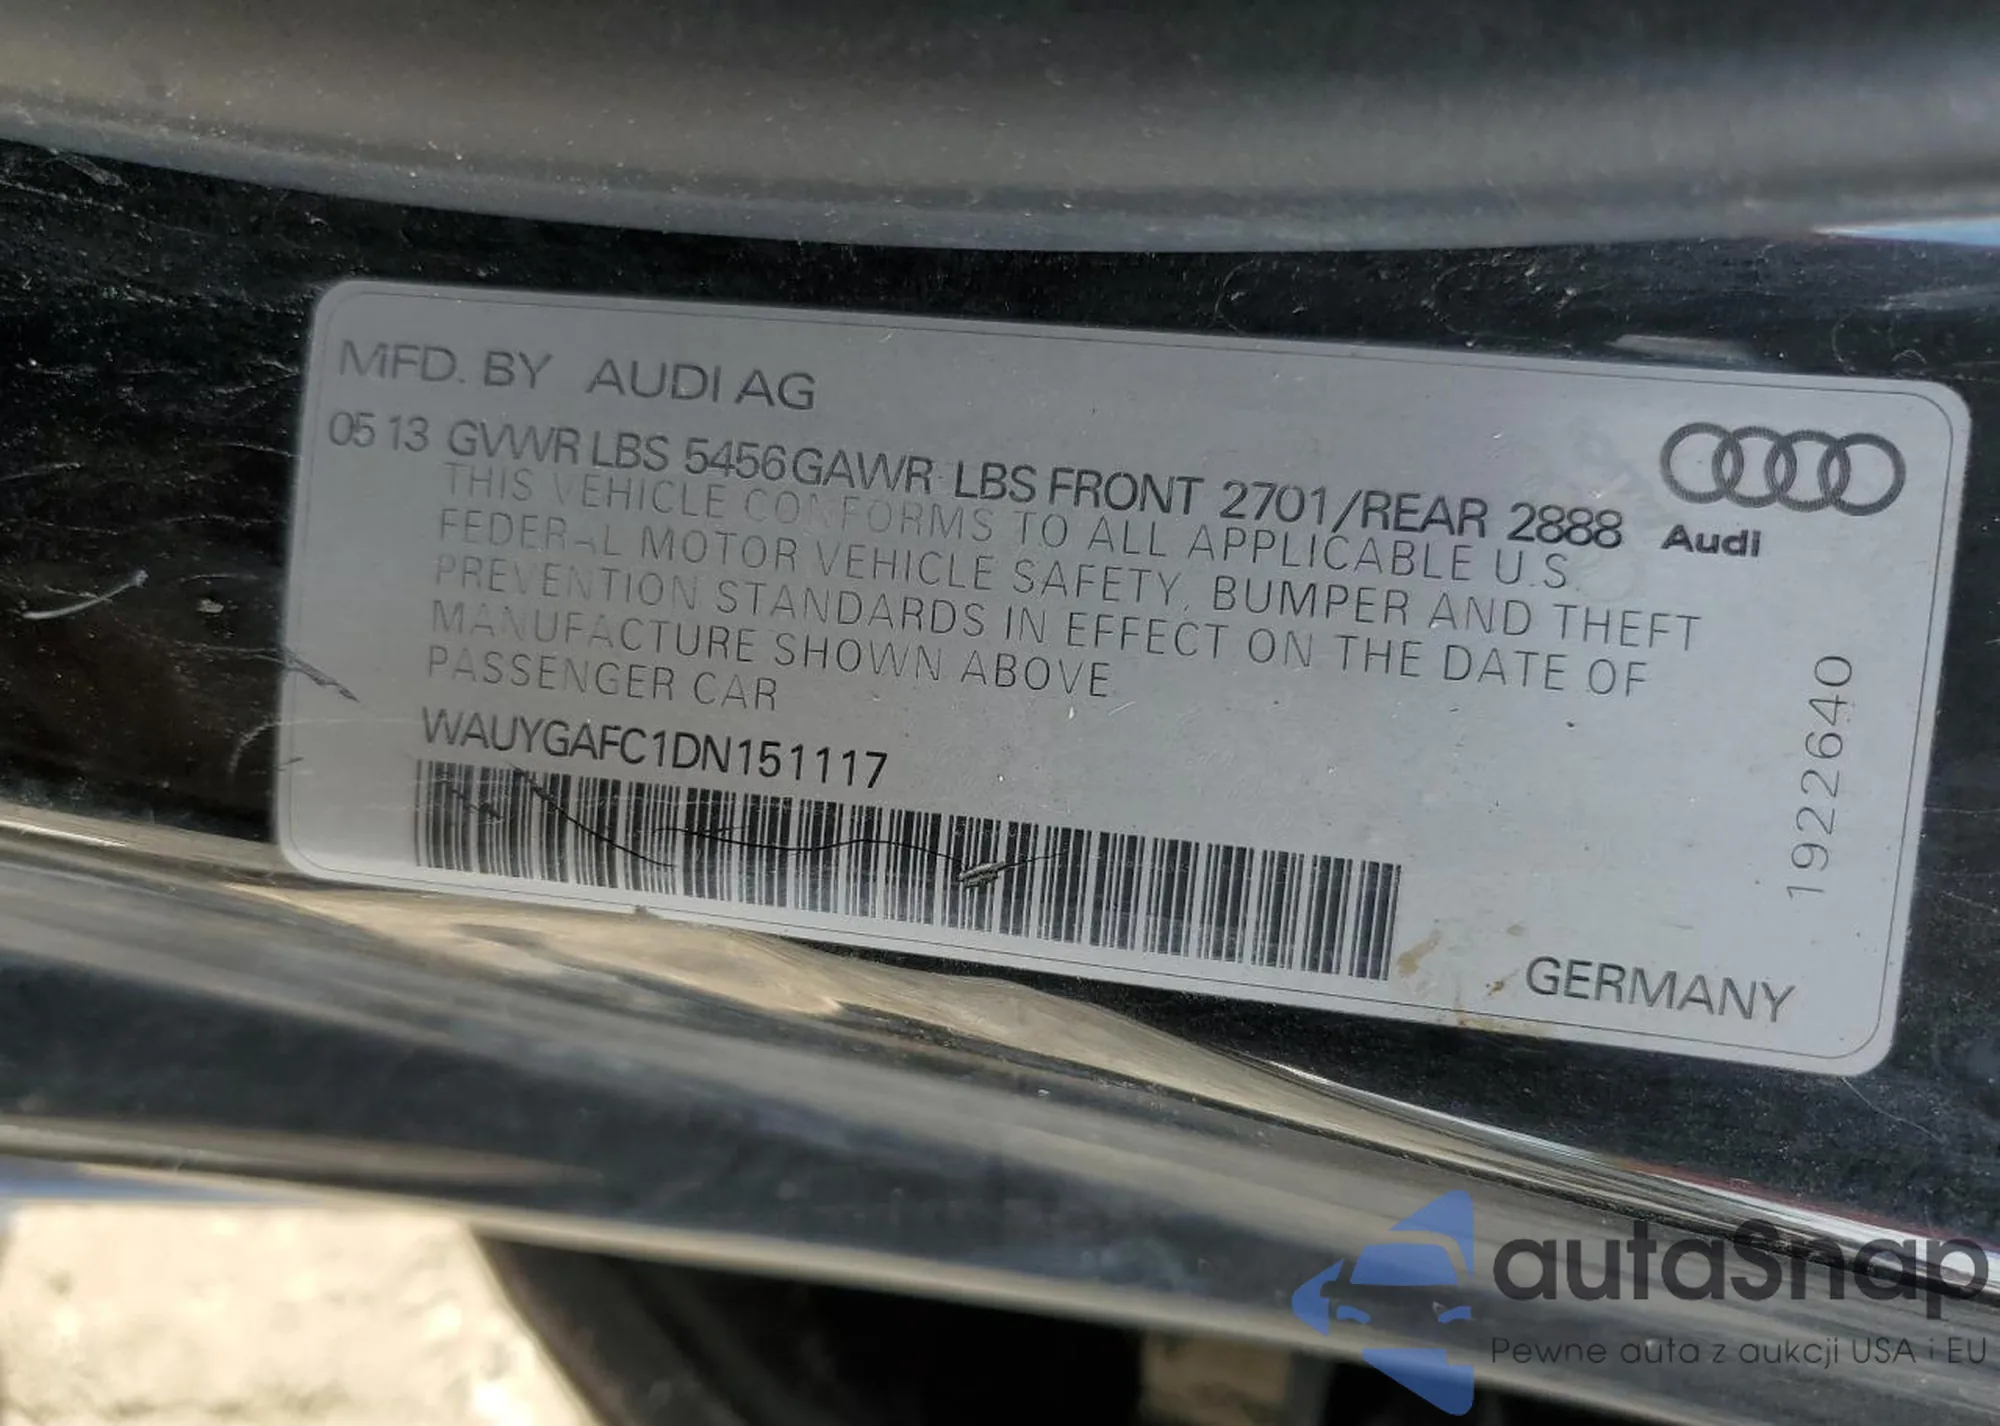 MFD. BY AUDI AG
05 13 GVWR LBS 5456 GAWR LBS FRONT 2701/REAR 2888
Audi
THIS VEHICLE CONFORMS TO ALL APPLICABLE U.S.
FEDERAL MOTOR VEHICLE SAFETY, BUMPER AND THEFT
PREVENTION STANDARDS IN EFFECT ON THE DATE OF
MANUFACTURE SHOWN ABOVE.
PASSENGER CAR
WAUYGAFC1DN151117
1922640
GERMANY
autaSnap
Pewne auta z aukcji USA i EU